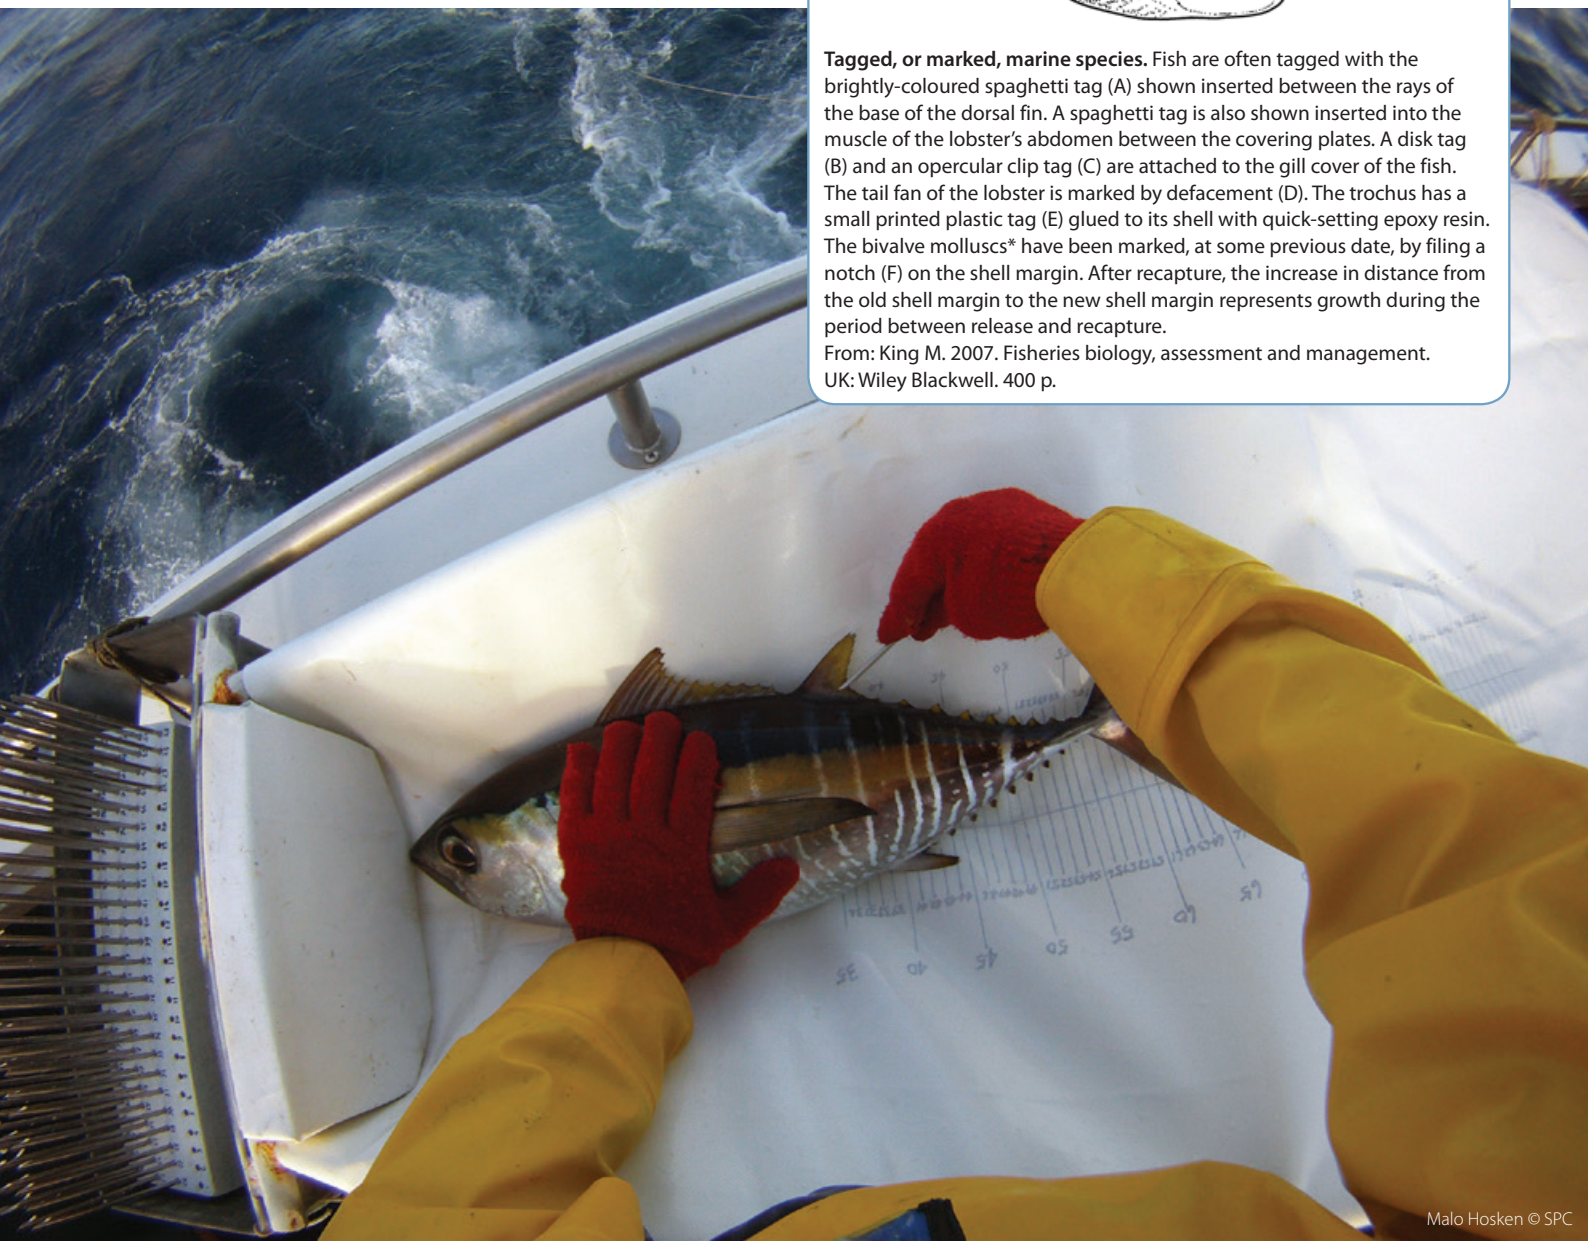 Tagged, or marked, marine species. Fish are often tagged with the
brightly-coloured spaghetti tag (A) shown inserted between the rays of
the base of the dorsal fin. A spaghetti tag is also shown inserted into the
muscle of the lobster's abdomen between the covering plates. A disk tag
(B) and an opercular clip tag (C) are attached to the gill cover of the fish.
The tail fan of the lobster is marked by defacement (D). The trochus has a
small printed plastic tag (E) glued to its shell with quick-setting epoxy resin.
The bivalve molluscs* have been marked, at some previous date, by filing a
notch (F) on the shell margin. After recapture, the increase in distance from
the old shell margin to the new shell margin represents growth during the
period between release and recapture.
From: King M. 2007. Fisheries biology, assessment and management.
UK: Wiley Blackwell. 400 p.
35 40 45 50 55 60 65
Malo Hosken © SPC